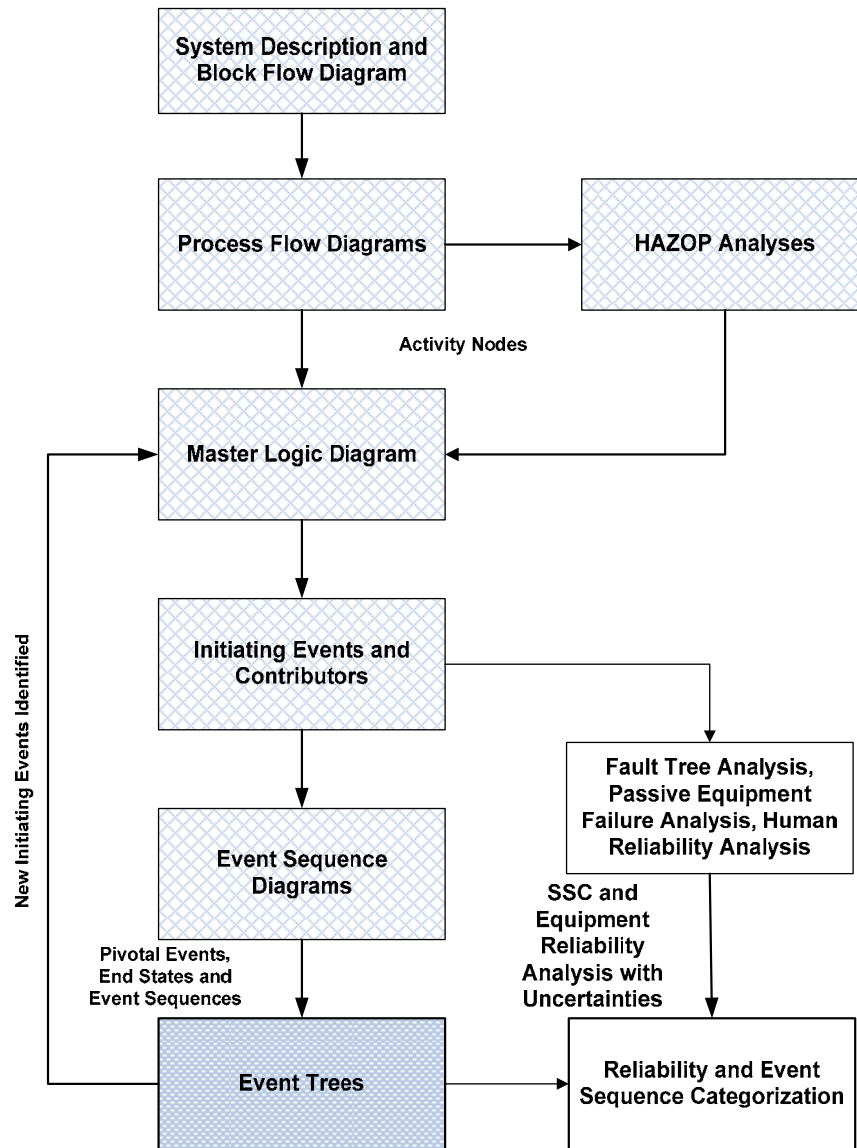 System Description and
Block Flow Diagram
Process Flow Diagrams
HAZOP Analyses
Activity Nodes
Master Logic Diagram
New Initiating Events Identified
Initiating Events and
Contributors
Fault Tree Analysis,
Passive Equipment
Failure Analysis, Human
Reliability Analysis
Event Sequence
Diagrams
SSC and
Equipment
Reliability
Analysis with
Uncertainties
Pivotal Events,
End States and
Event Sequences
Event Trees
Reliability and Event
Sequence Categorization